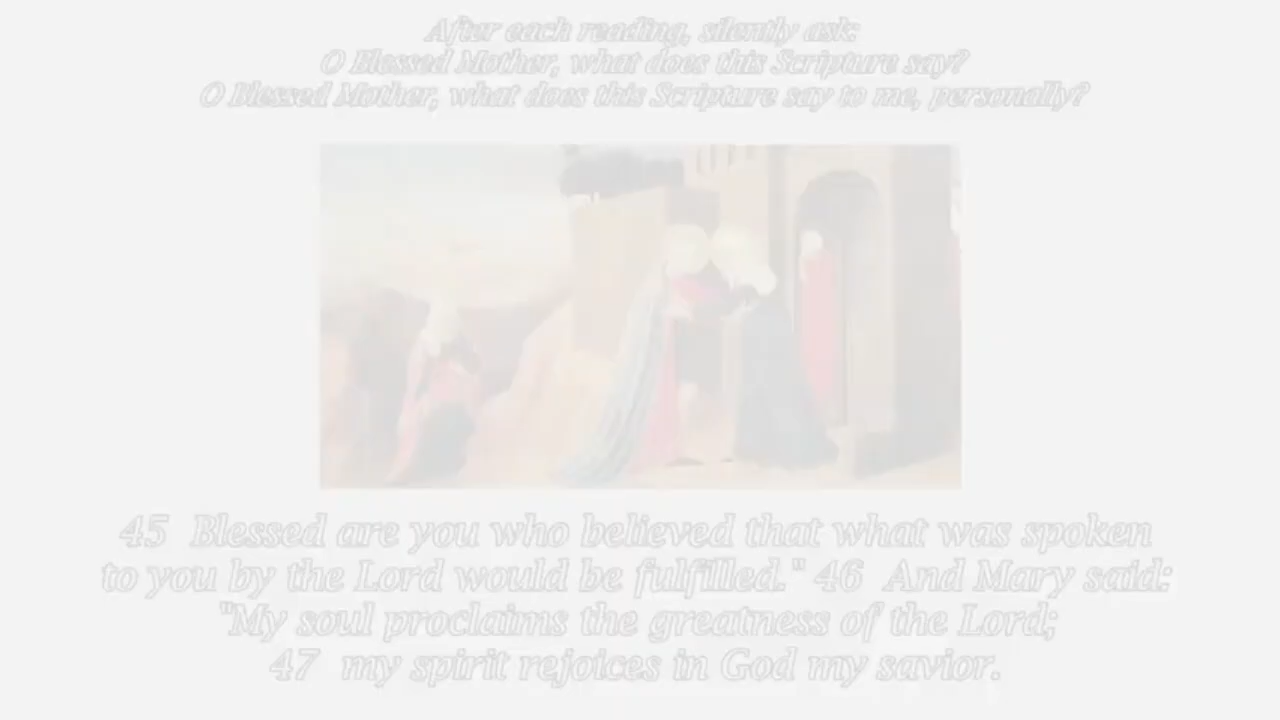 After each reading, silently ask:
O Blessed Mother, what does this Scripture say?
O Blessed Mother, what does this Scripture say to me, personally?
45 Blessed are you who believed that what was spoken
to you by the Lord would be fulfilled." 46 And Mary said:
"My soul proclaims the greatness of the Lord;
47 my spirit rejoices in God my savior.